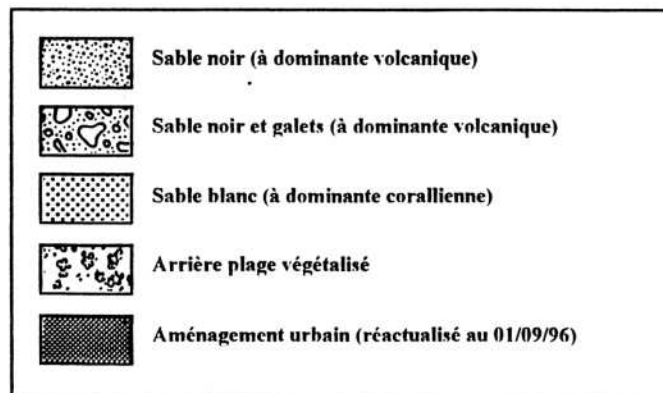 Sable noir (à dominante volcanique)
Sable noir et galets (à dominante volcanique)
Sable blanc (à dominante corallienne)
Arrière plage végétalisé
Aménagement urbain (réactualisé au 01/09/96)